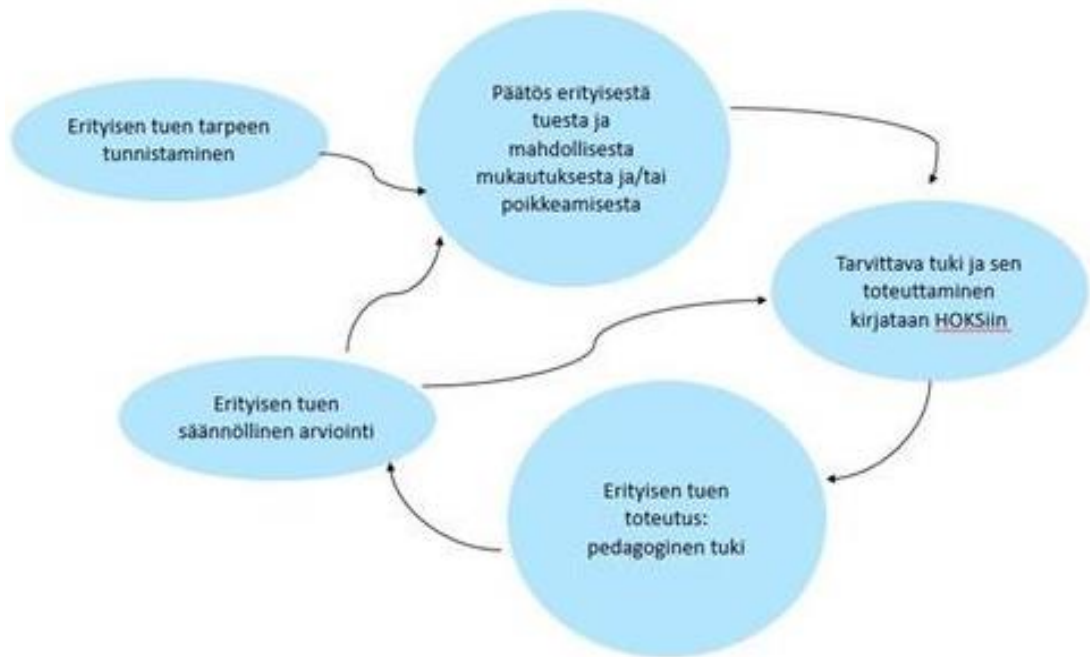 Erityisen tuen tarpeen
tunnistaminen
Päätös erityisestä
tuesta ja
mahdollisesta
mukautuksesta ja/tai
poikkeamisesta
Tarvittava tuki ja sen
toteuttaminen
kirjataan HOKSiin
Erityisen tuen
toteutus:
pedagoginen tuki
Erityisen tuen
säännöllinen arviointi